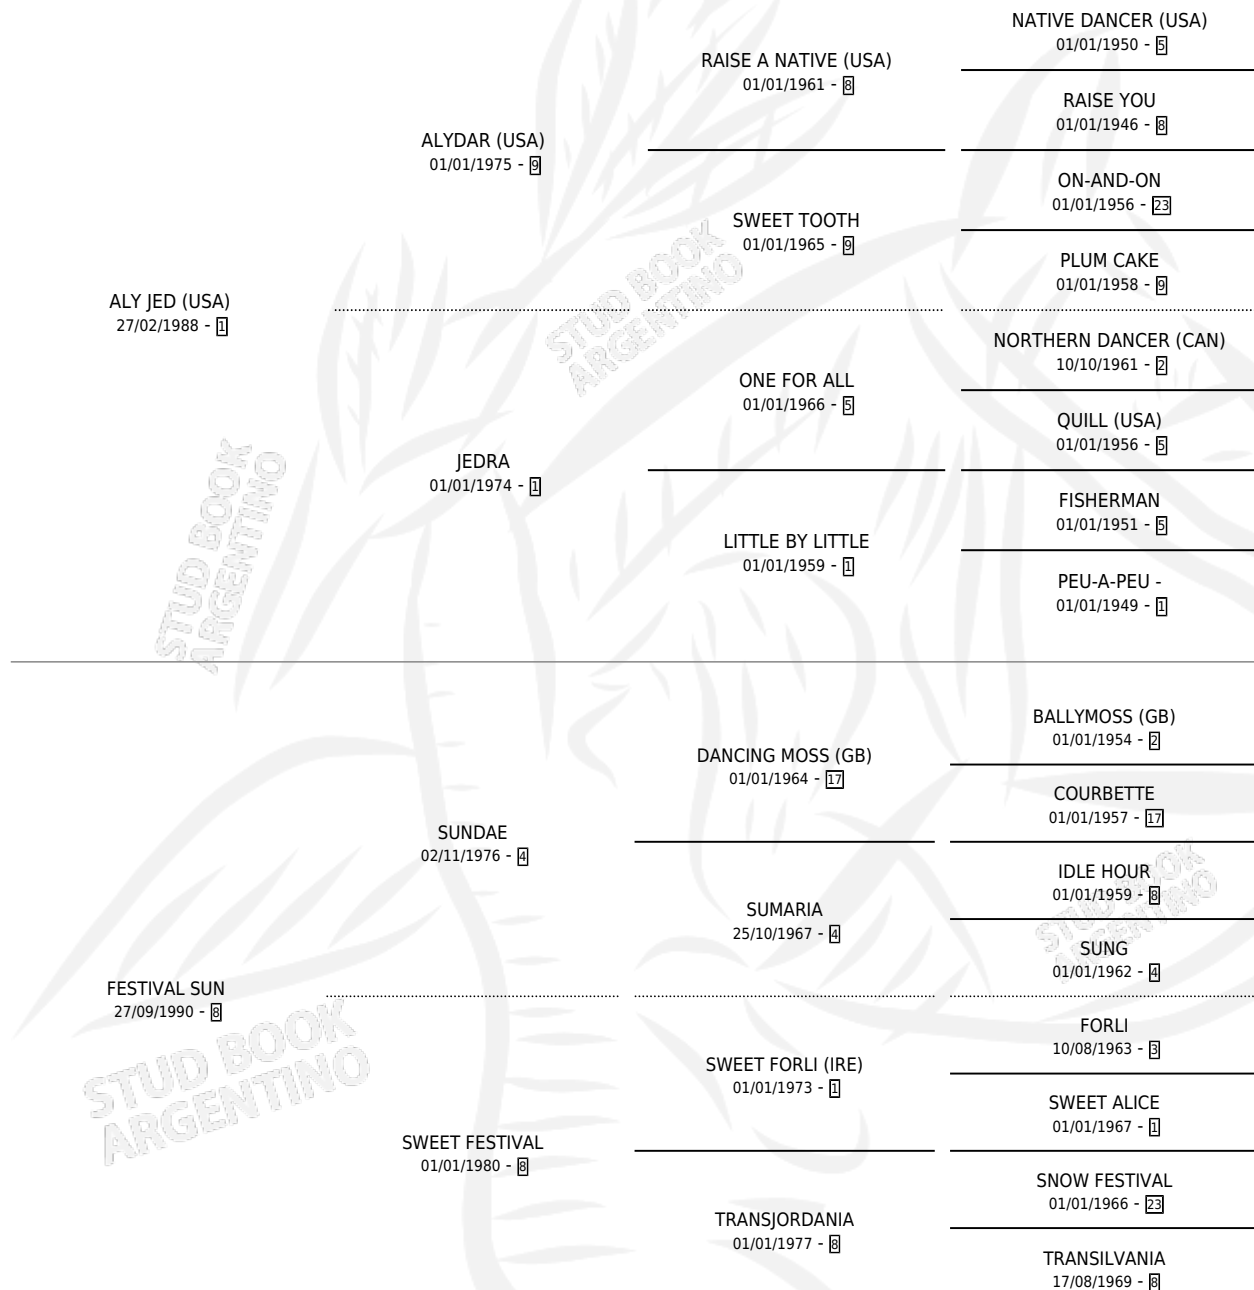 NATIVE DANCER (USA)
01/01/1950 - 5
RAISE A NATIVE (USA)
01/01/1961 - 8
RAISE YOU
01/01/1946 - 8
ALYDAR (USA)
01/01/1975 - 9
ON-AND-ON
01/01/1956 - 23
SWEET TOOTH
01/01/1965 - 9
PLUM CAKE
01/01/1958 - 9
ALY JED (USA)
27/02/1988 - 1
NORTHERN DANCER (CAN)
10/10/1961 - 2
ONE FOR ALL
01/01/1966 - 5
QUILL (USA)
01/01/1956 - 5
JEDRA
01/01/1974 - 1
FISHERMAN
01/01/1951 - 5
LITTLE BY LITTLE
01/01/1959 - 1
PEU-A-PEU -
01/01/1949 - 1
BALLYMOSS (GB)
01/01/1954 - 2
DANCING MOSS (GB)
01/01/1964 - 17
COURBETTE
01/01/1957 - 17
SUNDAE
02/11/1976 - 4
IDLE HOUR
01/01/1959 - 8
SUMARIA
25/10/1967 - 4
SUNG
01/01/1962 - 4
FESTIVAL SUN
27/09/1990 - 8
FORLI
10/08/1963 - 3
SWEET FORLI (IRE)
01/01/1973 - 1
SWEET ALICE
01/01/1967 - 1
SWEET FESTIVAL
01/01/1980 - 8
SNOW FESTIVAL
01/01/1966 - 23
TRANSJORDANIA
01/01/1977 - 8
TRANSILVANIA
17/08/1969 - 8
STUD BOOK
ARGENTINO
STUD BOOK
ARGENTINO
STUD BOOK
ARGENTINO
STUD BOOK
ARGENTINO